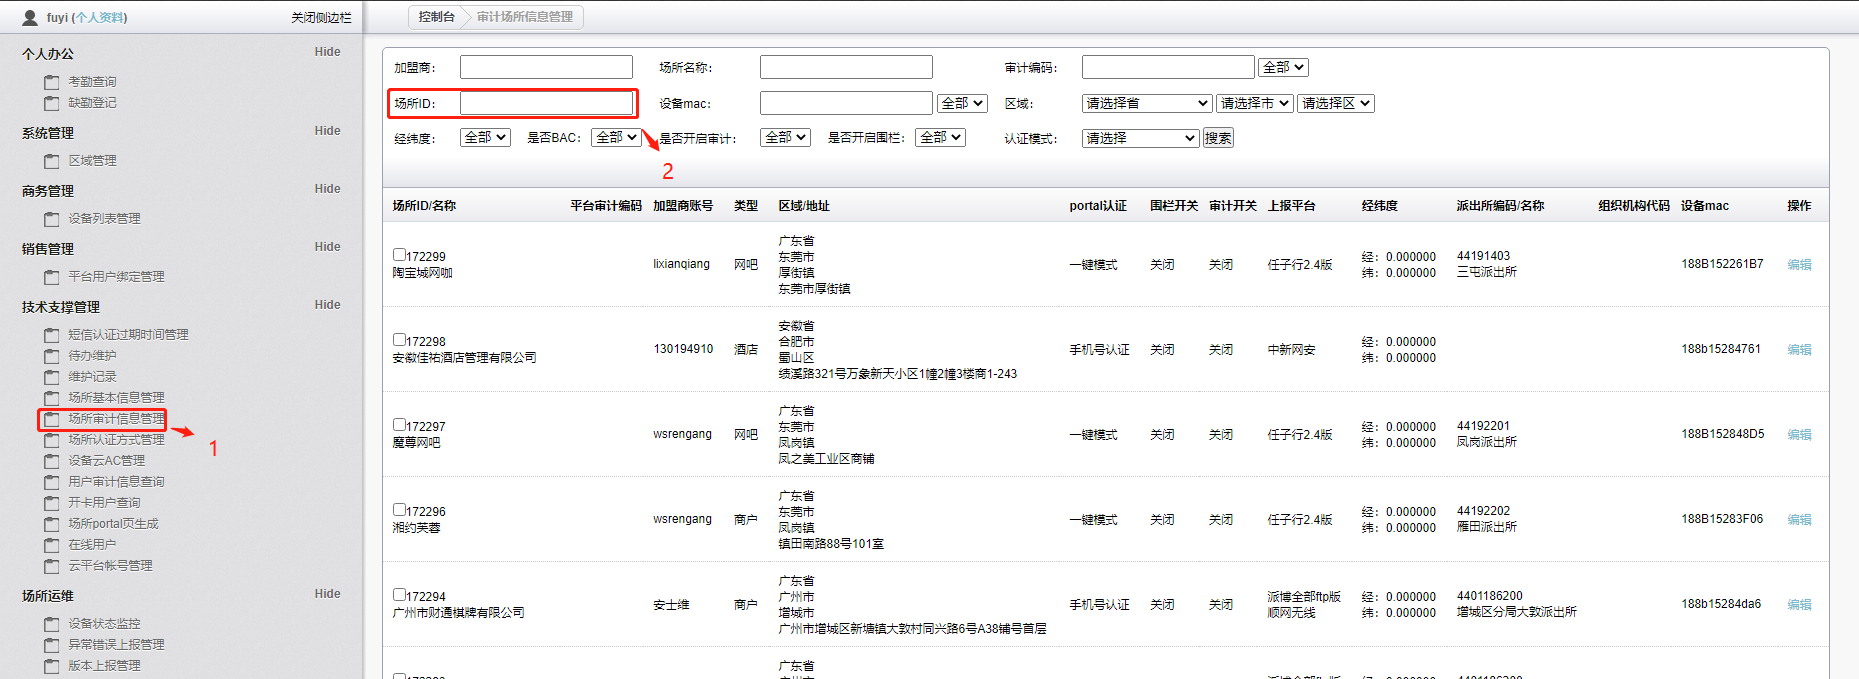 fuyi (个人资料)
关闭侧边栏
控制台
审计场所信息管理
个人办公
Hide
考勤查询
缺勤登记
系统管理
Hide
区域管理
商务管理
Hide
设备列表管理
销售管理
Hide
平台用户绑定管理
技术支撑管理
Hide
短信认证过期时间管理
待办维护
维护记录
场所基本信息管理
场所审计信息管理
1
场所认证方式管理
设备云AC管理
用户审计信息查询
开卡用户查询
场所portal页生成
在线用户
云平台帐号管理
场所运维
Hide
设备状态监控
异常错误上报管理
版本上报管理
加盟商:
场所名称:
审计编码:
全部
场所ID:
设备mac:
全部
区域:
请选择省
请选择市
请选择区
经纬度:
全部
是否BAC:
全部
是否开启审计:
全部
是否开启围栏:
全部
认证模式:
请选择
搜索
2
场所ID/名称 平台审计编码 加盟商账号 类型 区域/地址 portal认证 围栏开关 审计开关 上报平台 经纬度 派出所编码/名称 组织机构代码 设备mac 操作
172299
陶宝城网咖
lixianqiang
网吧
广东省
东莞市
厚街镇
东莞市厚街镇
一键模式
关闭
关闭
任子行2.4版
经: 0.000000
纬: 0.000000
44191403
三屯派出所
188B152261B7
编辑
172298
安徽佳祐酒店管理有限公司
130194910
酒店
安徽省
合肥市
蜀山区
绩溪路321号万象新天小区1幢2幢3楼商1-243
手机号认证
关闭
关闭
中新网安
经: 0.000000
纬: 0.000000
188b15284761
编辑
172297
魔尊网吧
wsrengang
网吧
广东省
东莞市
凤岗镇
凤之美工业区商铺
一键模式
关闭
关闭
任子行2.4版
经: 0.000000
纬: 0.000000
44192201
凤岗派出所
188B152848D5
编辑
172296
湘约芙蓉
wsrengang
商户
广东省
东莞市
凤岗镇
镇田南路88号101室
一键模式
关闭
关闭
任子行2.4版
经: 0.000000
纬: 0.000000
44192202
雁田派出所
188B15283F06
编辑
172294
广州市财通棋牌有限公司
安士维
商户
广东省
广州市
增城市
广州市增城区新塘镇大敦村同兴路6号A38铺号首层
手机号认证
关闭
关闭
派博全部ftp版
顺网无线
经: 0.000000
纬: 0.000000
4401186200
增城区分局大敦派出所
188b15284da6
编辑
广东省